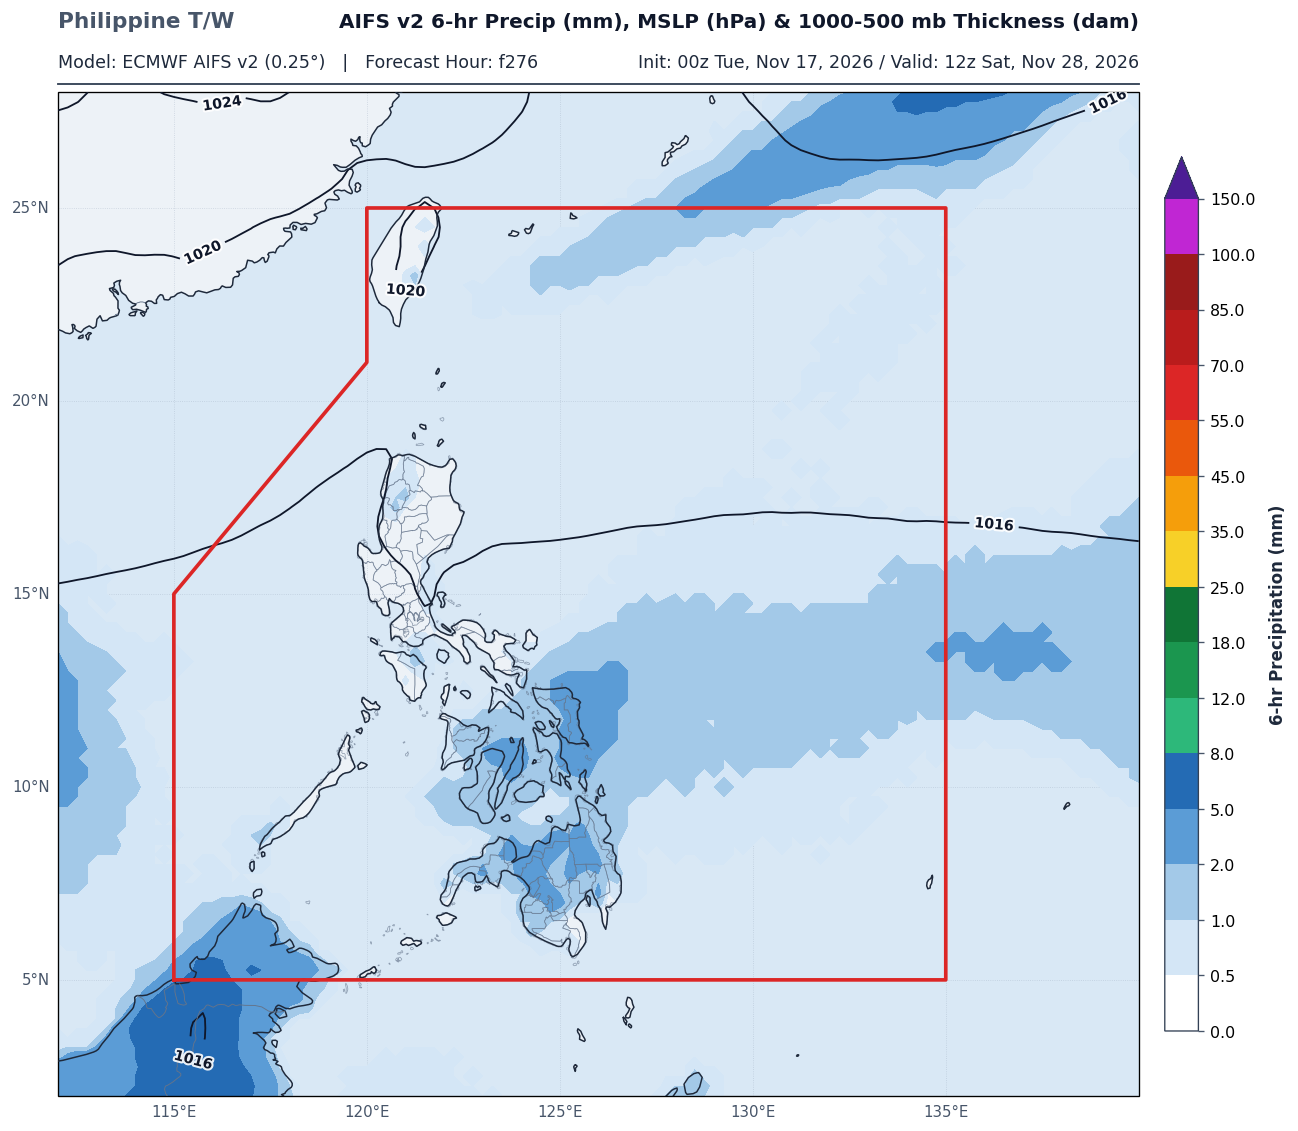 Philippine T/W
AIFS v2 6-hr Precip (mm), MSLP (hPa) & 1000-500 mb Thickness (dam)
Model: ECMWF AIFS v2 (0.25°) | Forecast Hour: f276
Init: 00z Tue, Nov 17, 2026 / Valid: 12z Sat, Nov 28, 2026
1024
1016
1020
1020
1016
1016
25°N
20°N
15°N
10°N
5°N
115°E
120°E
125°E
130°E
135°E
150.0
100.0
85.0
70.0
55.0
45.0
35.0
25.0
18.0
12.0
8.0
5.0
2.0
1.0
0.5
0.0
6-hr Precipitation (mm)